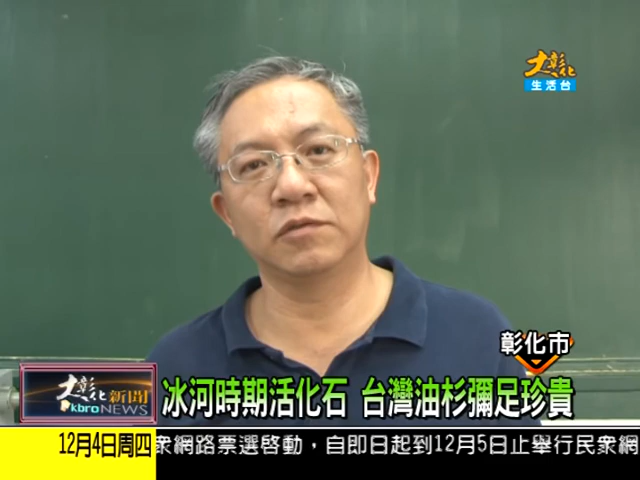 大彰化
生活台
彰化市
大彰化 新聞
kbro NEWS
冰河時期活化石 台灣油杉彌足珍貴
12月4日周四
眾網路票選啓動，自即日起到12月5日止舉行民眾網